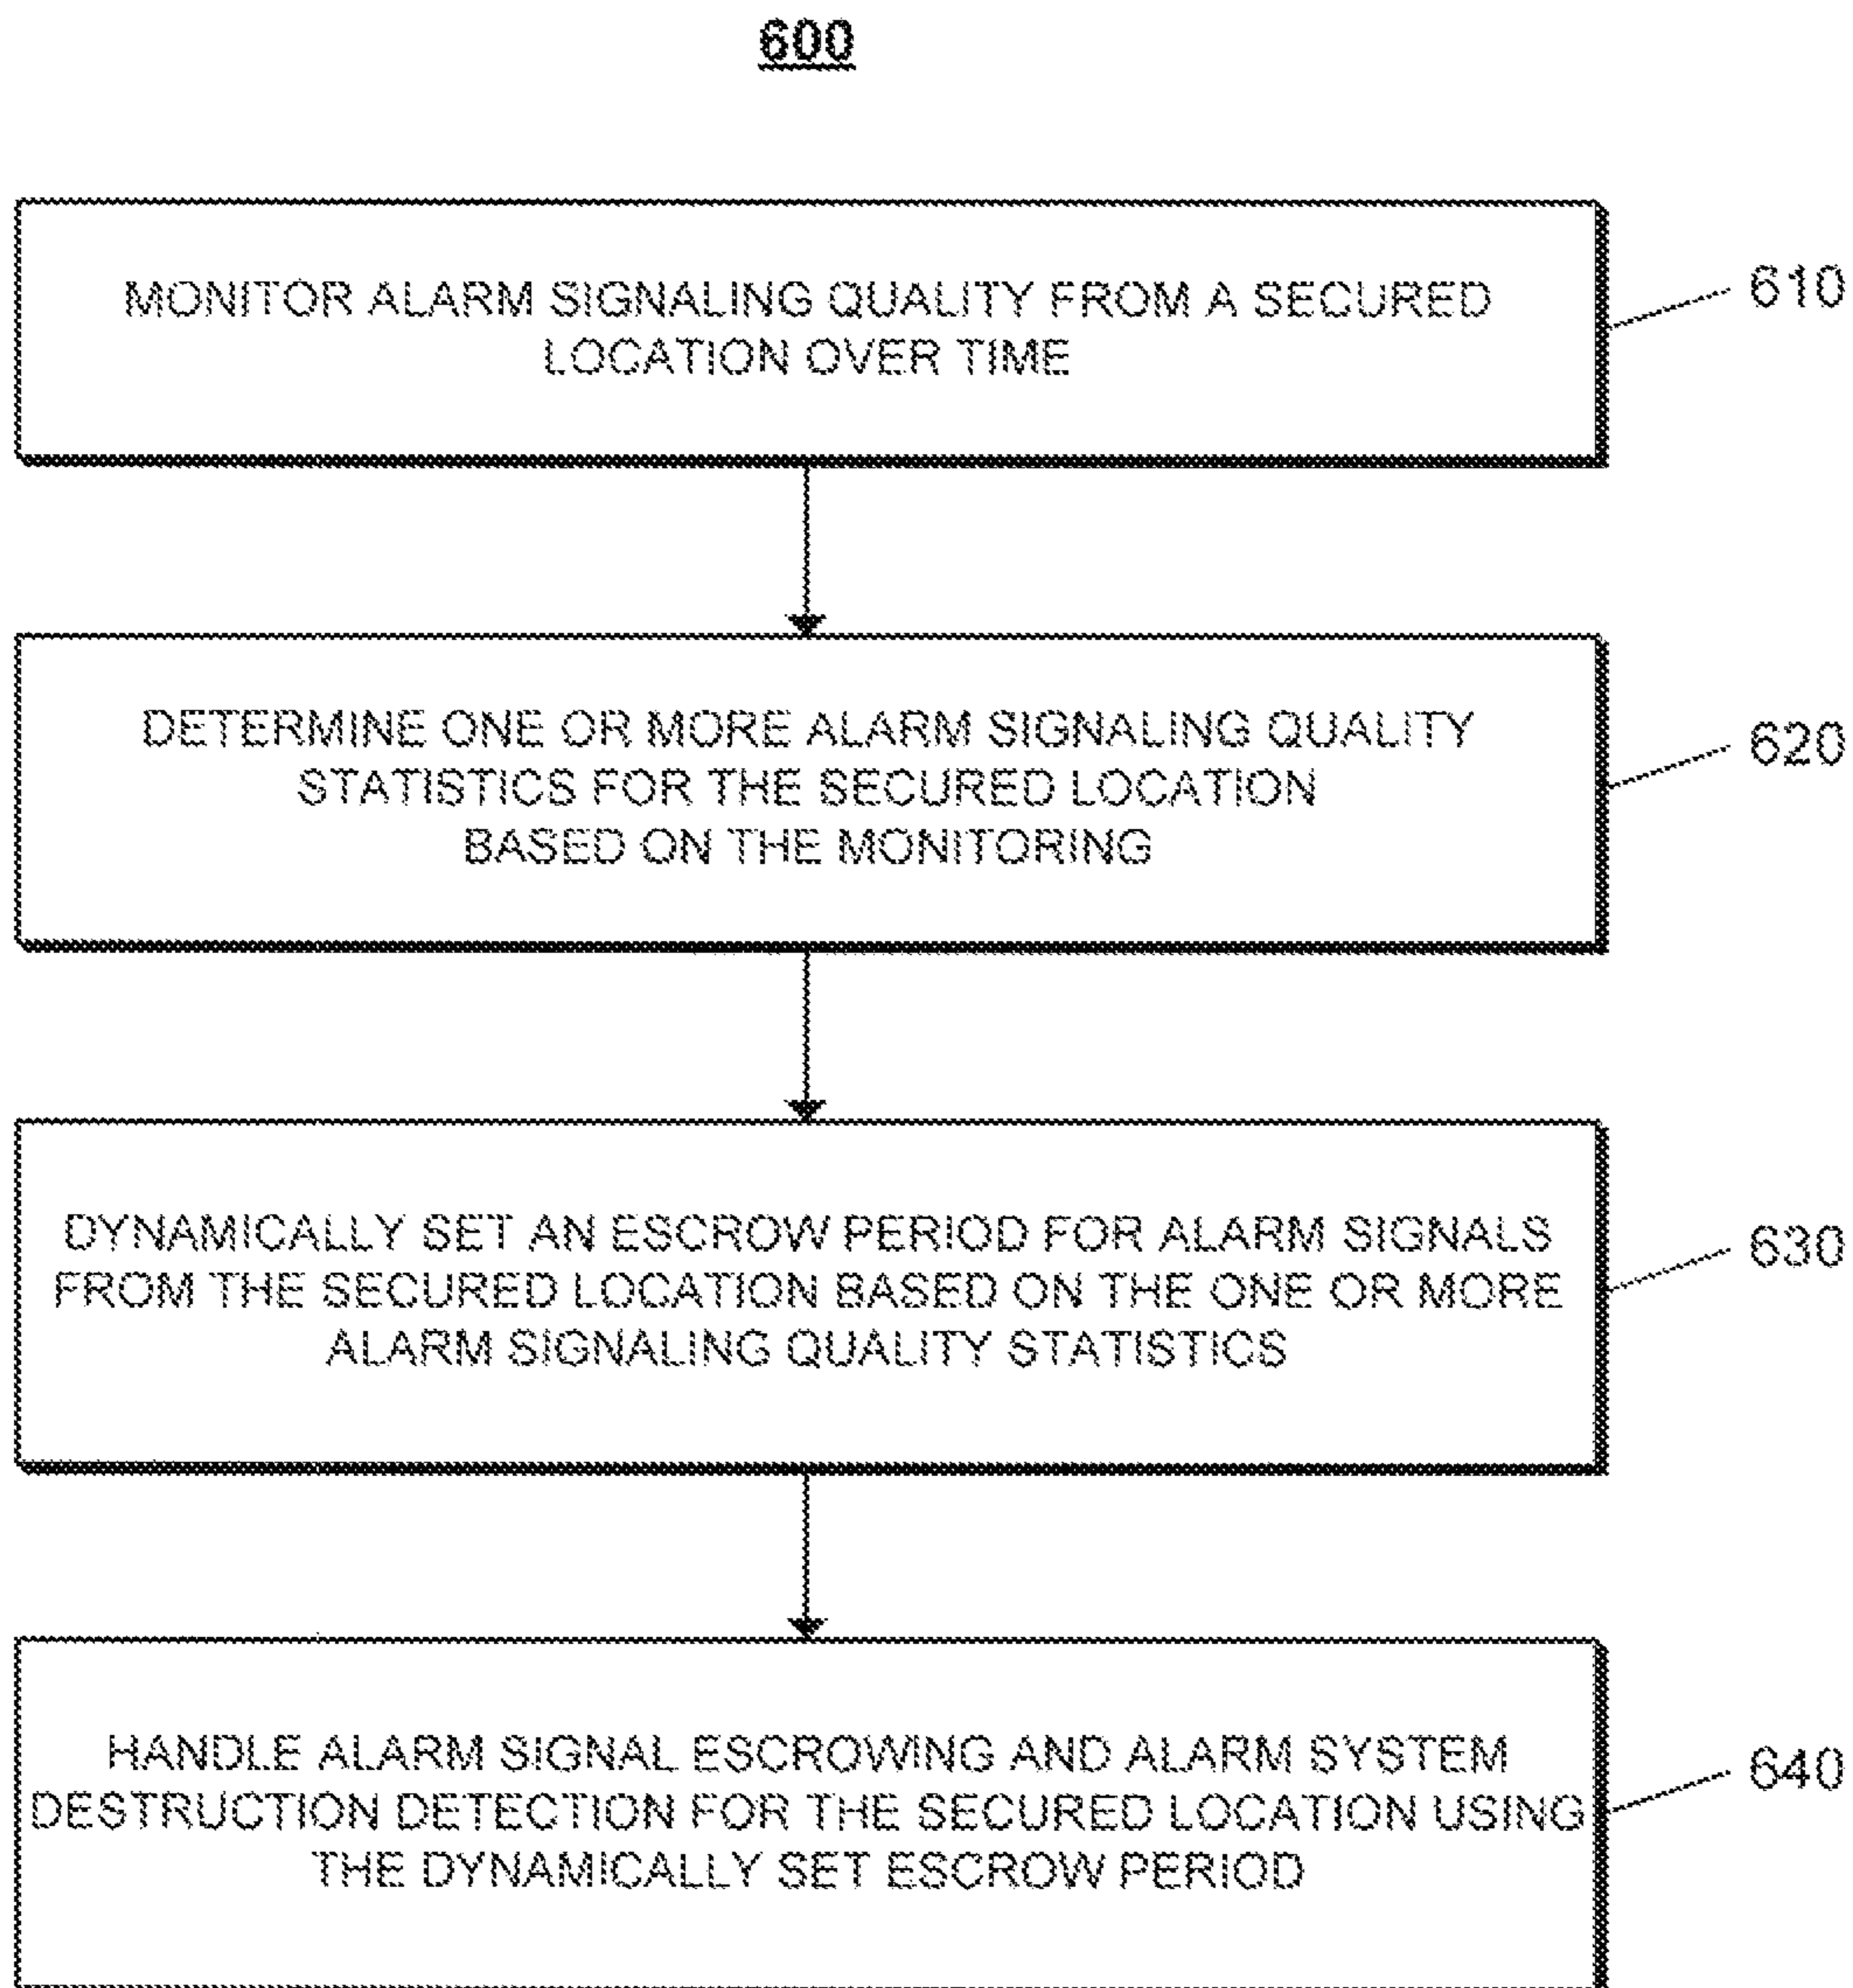 600
MONITOR ALARM SIGNALING QUALITY FROM A SECURED
LOCATION OVER TIME
610
DETERMINE ONE OR MORE ALARM SIGNALING QUALITY
STATISTICS FOR THE SECURED LOCATION
BASED ON THE MONITORING
620
DYNAMICALLY SET AN ESCROW PERIOD FOR ALARM SIGNALS
FROM THE SECURED LOCATION BASED ON THE ONE OR MORE
ALARM SIGNALING QUALITY STATISTICS
630
HANDLE ALARM SIGNAL ESCROWING AND ALARM SYSTEM
DESTRUCTION DETECTION FOR THE SECURED LOCATION USING
THE DYNAMICALLY SET ESCROW PERIOD
640